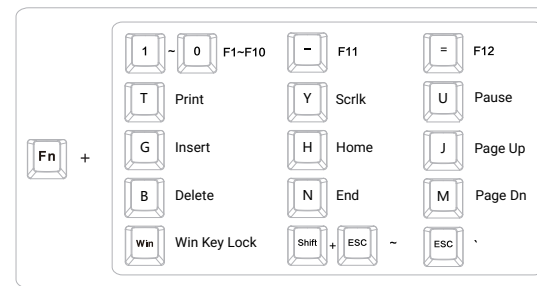 1 ~ 0 F1~F10 - F11 = F12
T Print Y Scrlk U Pause
Fn + G Insert H Home J Page Up
B Delete N End M Page Dn
Win Win Key Lock Shift + ESC ~ ESC `